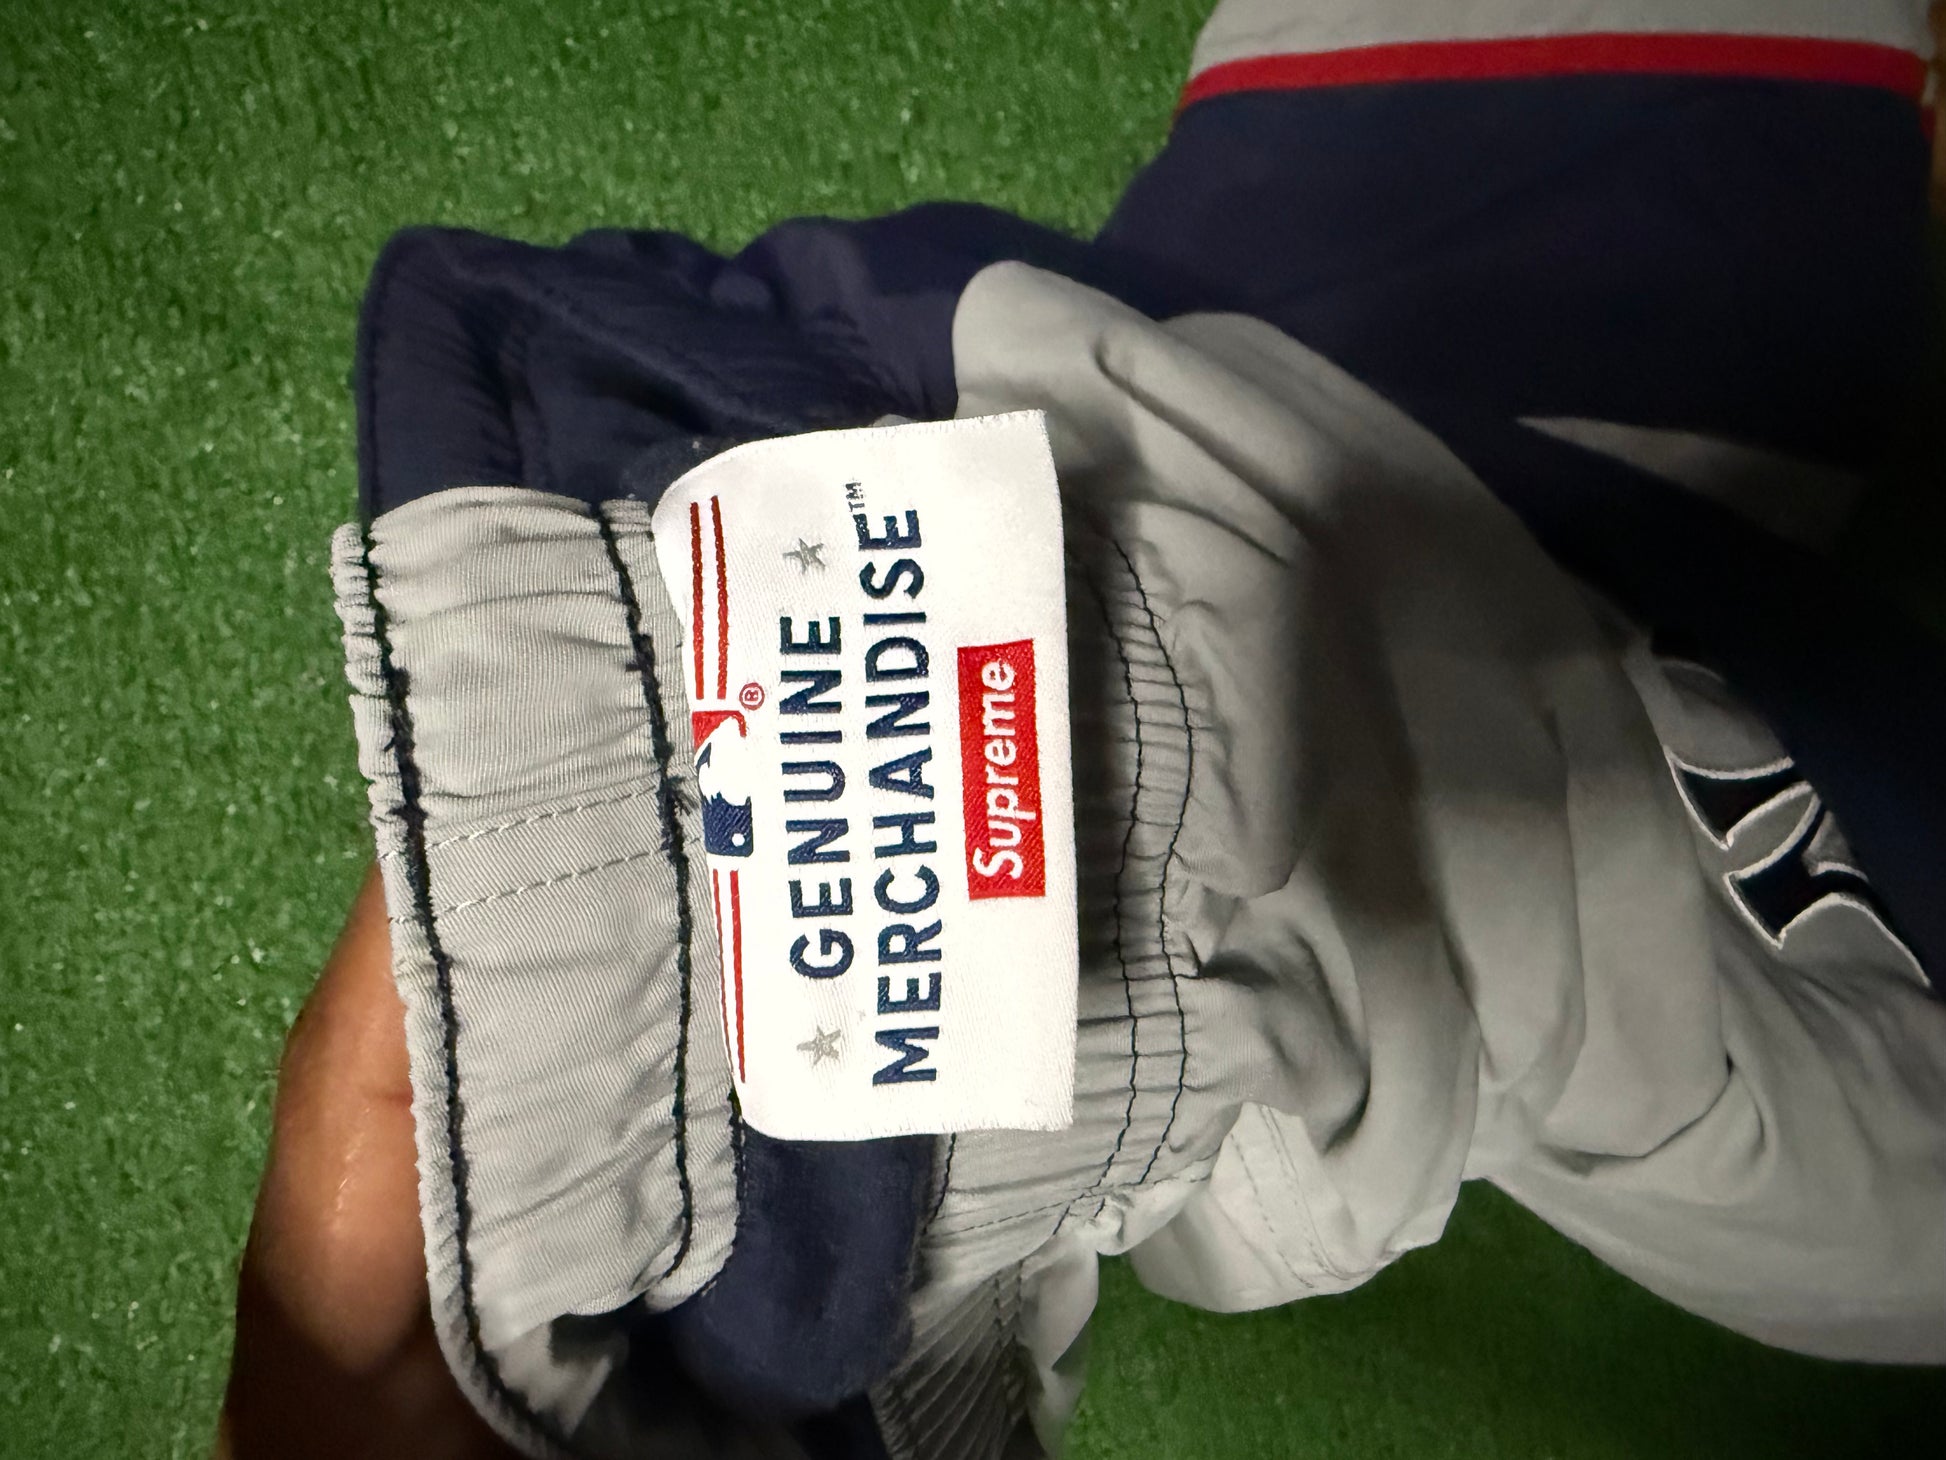 ®
GENUINE
MERCHANDISE™
Supreme